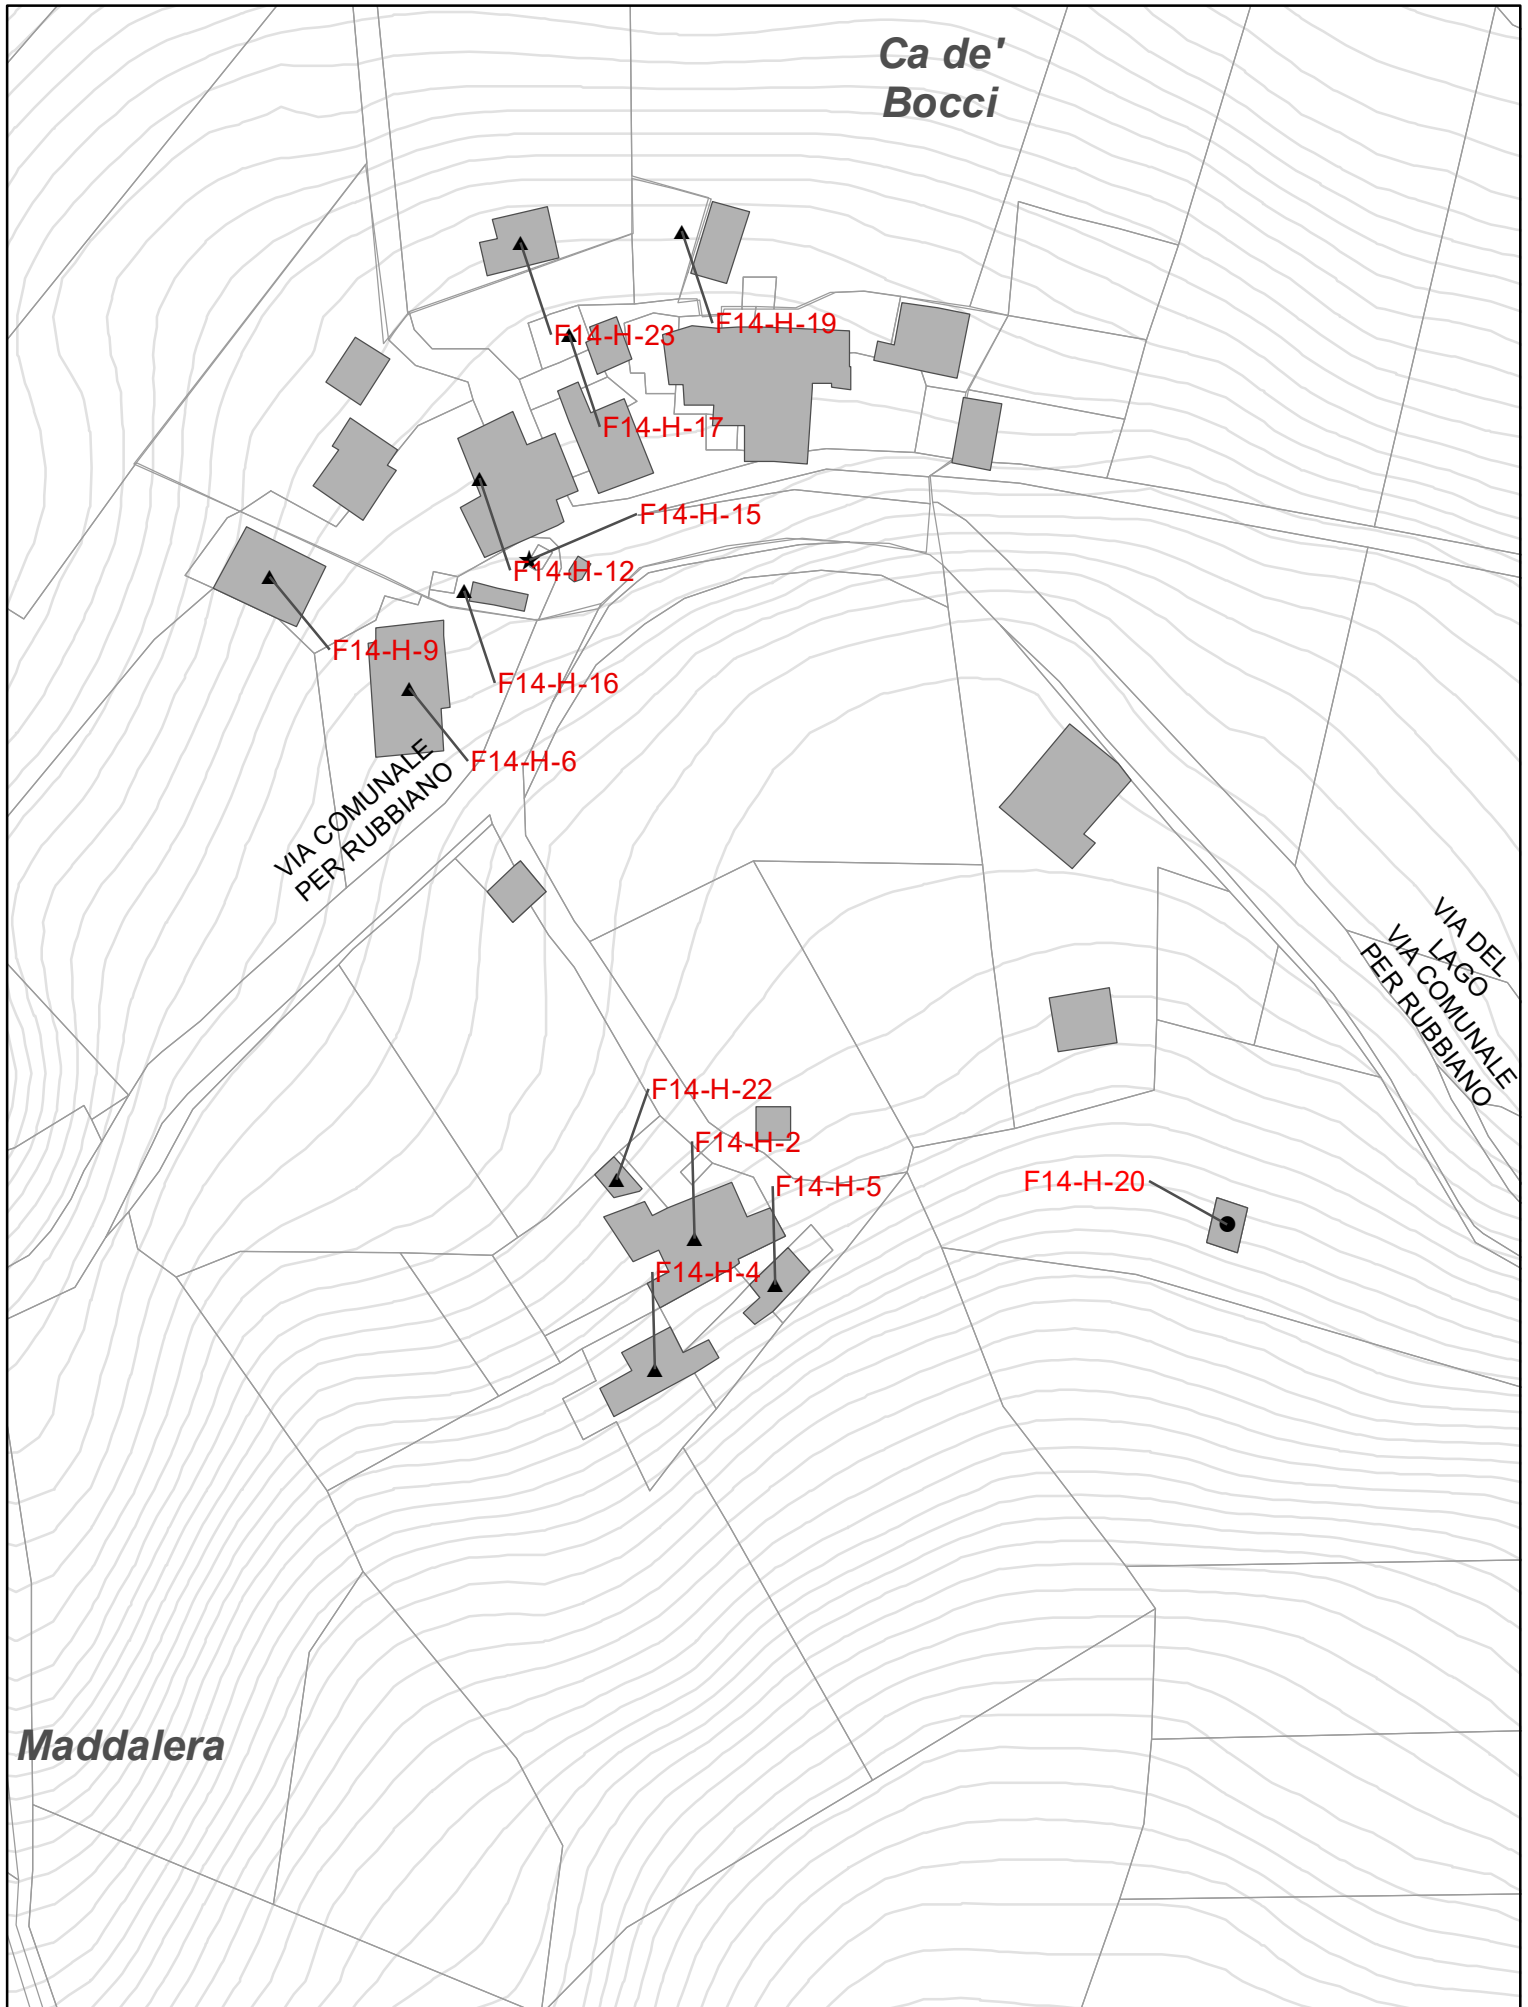 Ca de'
Bocci
F14-H-19
F14-H-23
F14-H-17
F14-H-15
F14-H-12
F14-H-9
F14-H-16
F14-H-6
VIA COMUNALE
PER RUBBIANO
VIA DEL
LAGO
VIA COMUNALE
PER RUBBIANO
F14-H-22
F14-H-2
F14-H-5
F14-H-20
F14-H-4
Maddalera